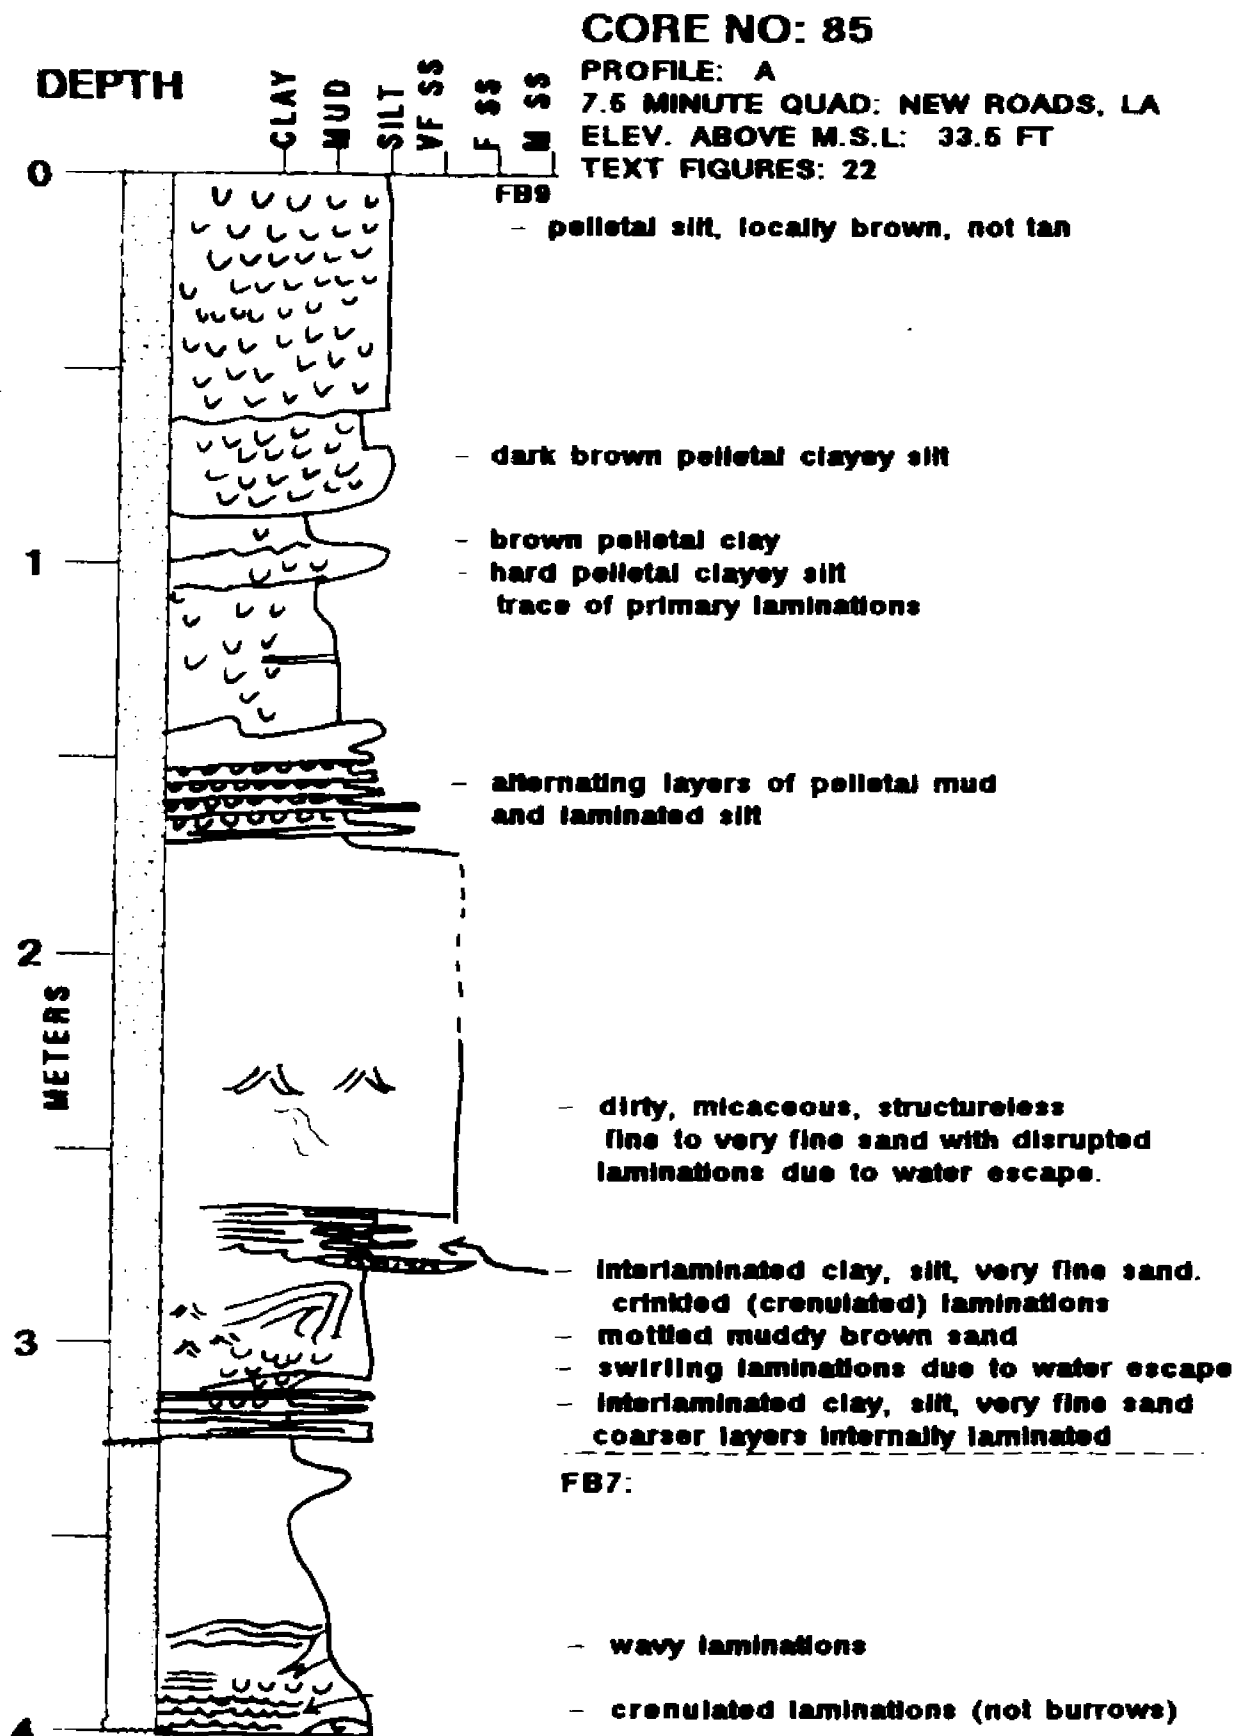 CORE NO: 85
PROFILE: A
7.5 MINUTE QUAD: NEW ROADS, LA
ELEV. ABOVE M.S.L: 33.5 FT
TEXT FIGURES: 22
DEPTH
CLAY
MUD
SILT
VF SS
F SS
M SS
0
FB9
- pelletal silt, locally brown, not tan
- dark brown pelletal clayey silt
- brown pelletal clay
1
- hard pelletal clayey silt
trace of primary laminations
- alternating layers of pelletal mud
and laminated silt
2
METERS
- dirty, micaceous, structureless
fine to very fine sand with disrupted
laminations due to water escape.
- interlaminated clay, silt, very fine sand.
crinkled (crenulated) laminations
3
- mottled muddy brown sand
- swirling laminations due to water escape
- interlaminated clay, silt, very fine sand
coarser layers internally laminated
FB7:
- wavy laminations
- crenulated laminations (not burrows)
4